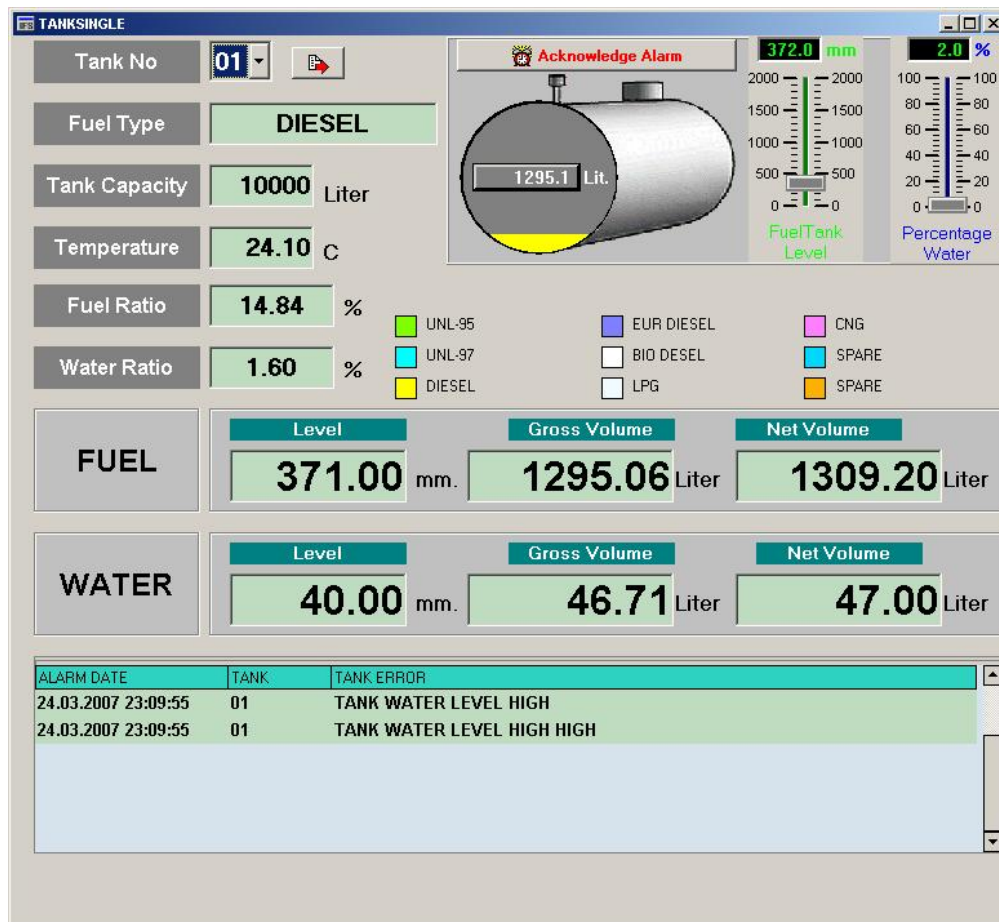 TANKSINGLE
Tank No 01
Acknowledge Alarm
372.0 mm
2.0 %
2000 2000
1500 1500
1000 1000
500 500
0 0
FuelTank
Level
100 100
80 80
60 60
40 40
20 20
0 0
Percentage
Water
1295.1 Lit.
Fuel Type DIESEL
Tank Capacity 10000 Liter
Temperature 24.10 C
Fuel Ratio 14.84 %
Water Ratio 1.60 %
UNL-95 EUR DIESEL CNG
UNL-97 BIO DESEL SPARE
DIESEL LPG SPARE
FUEL
Level Gross Volume Net Volume
371.00 mm. 1295.06 Liter 1309.20 Liter
WATER
Level Gross Volume Net Volume
40.00 mm. 46.71 Liter 47.00 Liter
ALARM DATE TANK TANK ERROR
24.03.2007 23:09:55 01 TANK WATER LEVEL HIGH
24.03.2007 23:09:55 01 TANK WATER LEVEL HIGH HIGH